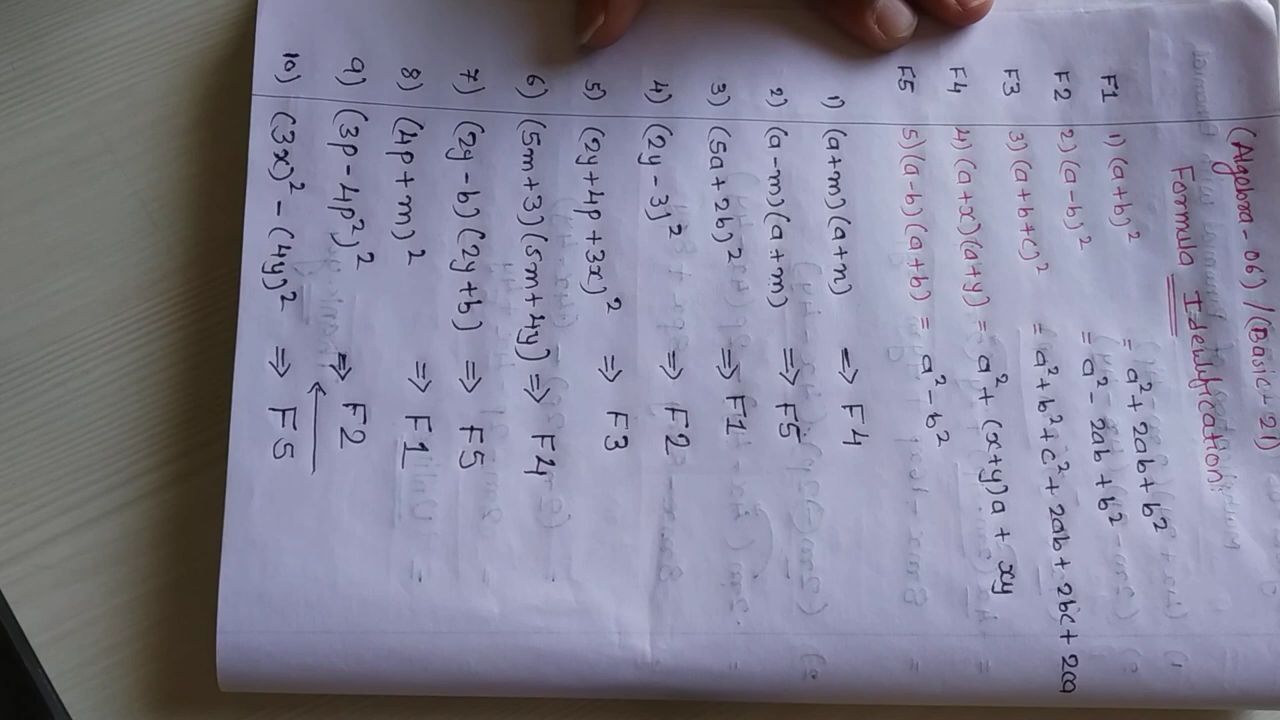 (Algebra-06)/(Basic+21)
Formula Identification:
F1 1) (a+b)² = a²+2ab+b²
F2 2) (a-b)² = a²-2ab+b²
F3 3) (a+b+c)² = a²+b²+c²+2ab+2bc+2ca
F4 4) (a+x)(a+y) = a²+(x+y)a+xy
F5 5) (a-b)(a+b) = a²-b²
1) (a+m)(a+n) ⇒ F4
2) (a-m)(a+m) ⇒ F5
3) (5a+2b)² ⇒ F1
4) (2y-3)² ⇒ F2
5) (2y+4p+3x)² ⇒ F3
6) (5m+3)(5m+4y) ⇒ F4
7) (2y-b)(2y+b) ⇒ F5
8) (4p+m)² ⇒ F1
9) (3p-4p²)² ⇒ F2
10) (3x)²-(4y)² ⇒ F5